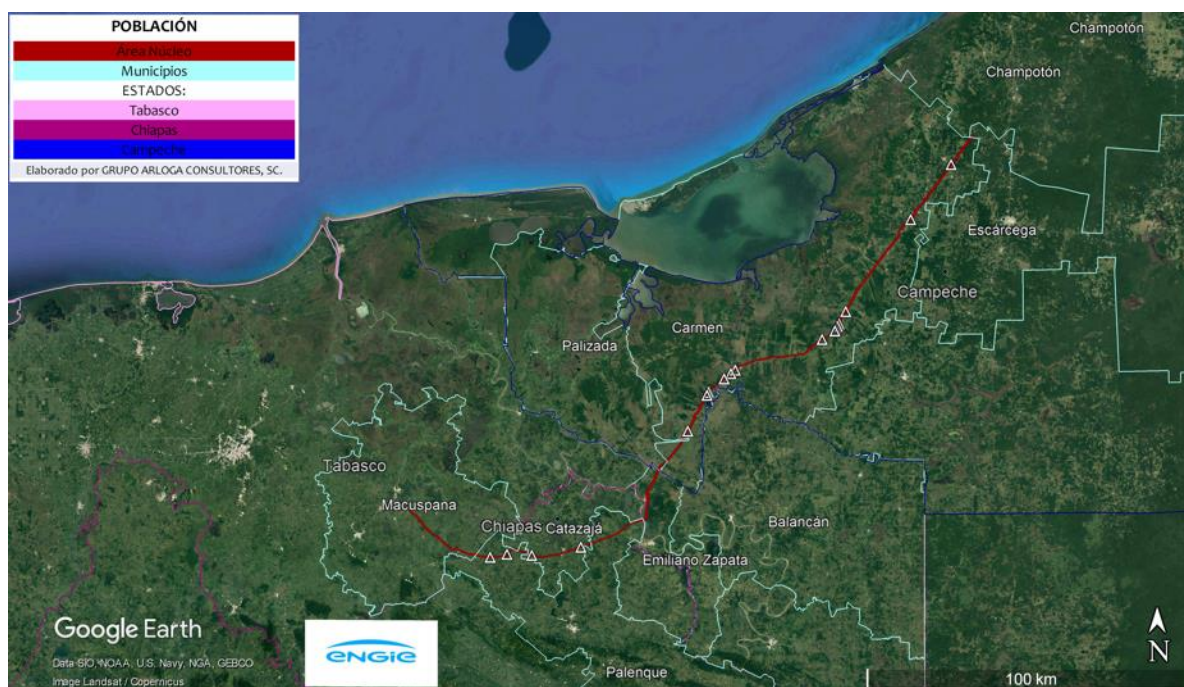 POBLACIÓN
Área Núcleo
Municipios
ESTADOS:
Tabasco
Chiapas
Campeche
Elaborado por GRUPO ARLOGA CONSULTORES, SC.
Champotón
Champotón
Escárcega
Campeche
Carmen
Palizada
Tabasco
Macuspana
Chiapas
Catazajá
Balancán
Emiliano Zapata
Palenque
Google Earth
Data SIO, NOAA, U.S. Navy, NGA, GEBCO
Image Landsat / Copernicus
ENGIE
N
100 km